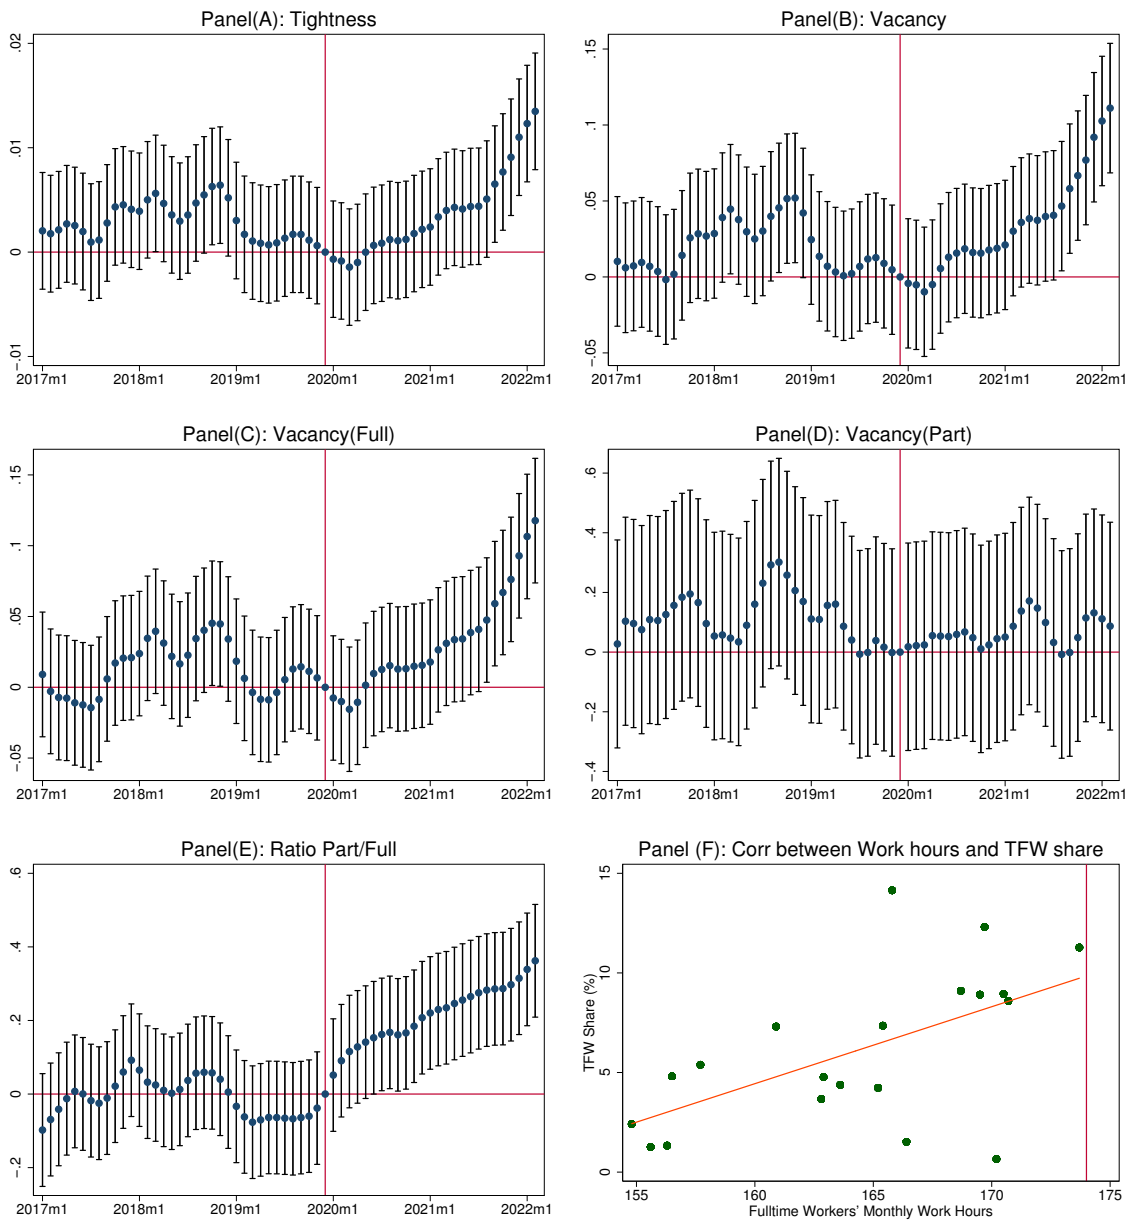 Panel(A): Tightness
.02
.01
0
-.01
2017m1 2018m1 2019m1 2020m1 2021m1 2022m1
Panel(B): Vacancy
.15
.1
.05
0
-.05
2017m1 2018m1 2019m1 2020m1 2021m1 2022m1
Panel(C): Vacancy(Full)
.15
.1
.05
0
-.05
2017m1 2018m1 2019m1 2020m1 2021m1 2022m1
Panel(D): Vacancy(Part)
.6
.4
.2
0
-.2
-.4
2017m1 2018m1 2019m1 2020m1 2021m1 2022m1
Panel(E): Ratio Part/Full
.6
.4
.2
0
-.2
2017m1 2018m1 2019m1 2020m1 2021m1 2022m1
Panel (F): Corr between Work hours and TFW share
TFW Share (%)
15
10
5
0
155 160 165 170 175
Fulltime Workers' Monthly Work Hours